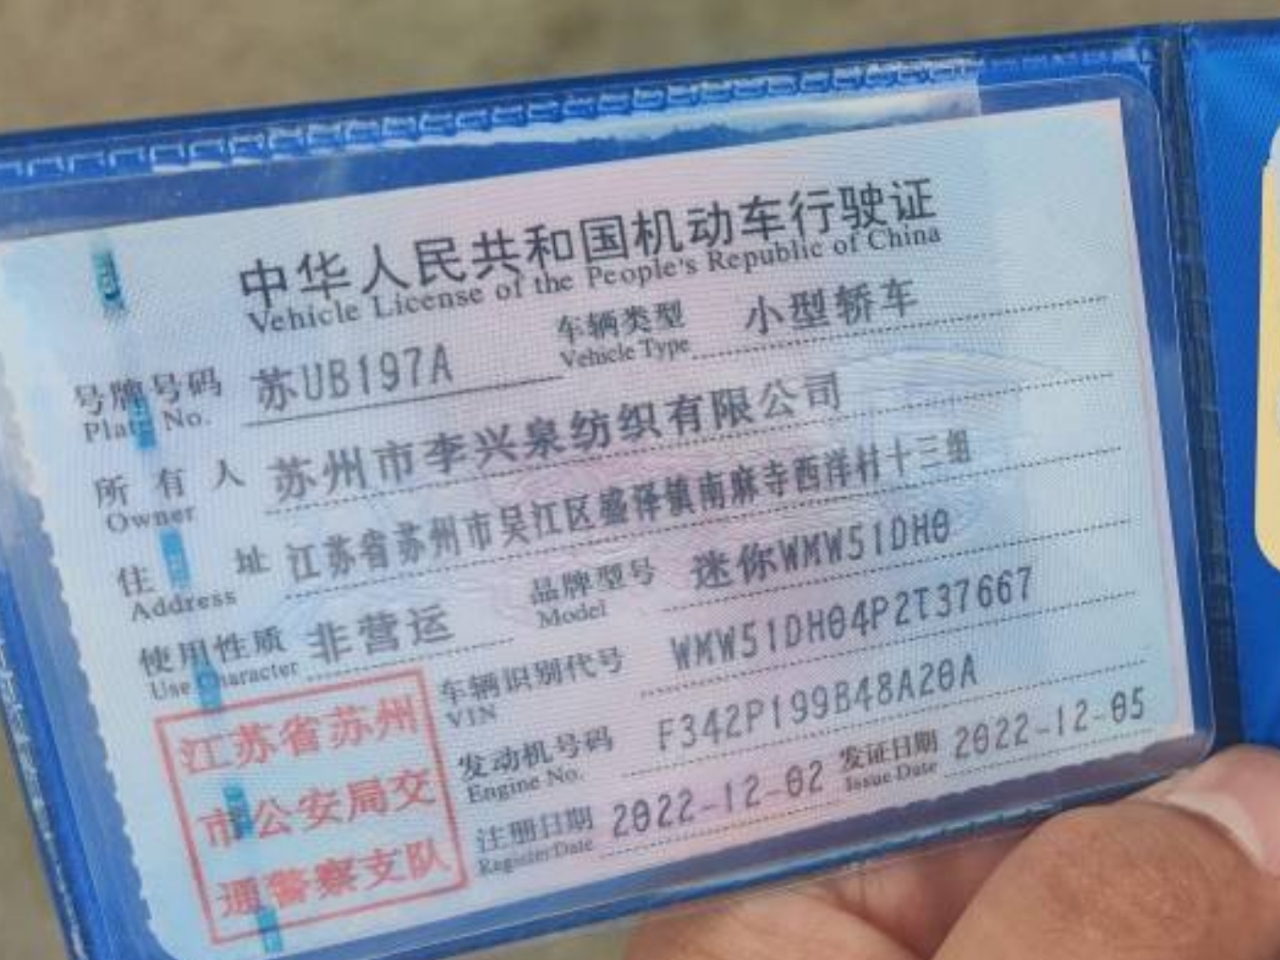 中华人民共和国机动车行驶证
Vehicle License of the People's Republic of China
号牌号码 苏UB197A 车辆类型 小型轿车
Plate No. Vehicle Type
所有人 苏州市李兴泉纺织有限公司
Owner
住址 江苏省苏州市吴江区盛泽镇南麻寺西洋村十三组
Address
使用性质 非营运 品牌型号 迷你WMW51DH0
Use Character Model
车辆识别代号 WMW51DH04P2T37667
VIN
发动机号码 F342P199B48A20A
Engine No.
注册日期 2022-12-02 发证日期 2022-12-05
Register Date Issue Date
江苏省苏州
市公安局交
通警察支队